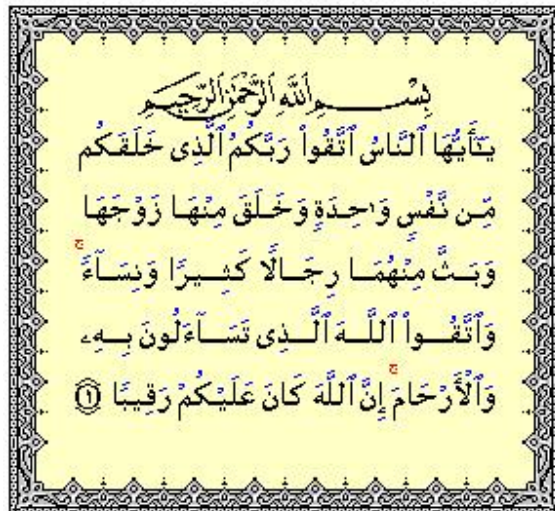 بِسْمِ ٱللَّهِ ٱلرَّحْمَٰنِ ٱلرَّحِيمِ
يَـٰٓأَيُّهَا ٱلنَّاسُ ٱتَّقُوا۟ رَبَّكُمُ ٱلَّذِى خَلَقَكُم
مِّن نَّفْسٍ وَٰحِدَةٍ وَخَلَقَ مِنْهَا زَوْجَهَا
وَبَثَّ مِنْهُمَا رِجَالًا كَثِيرًا وَنِسَآءً ۚ
وَٱتَّقُوا۟ ٱللَّهَ ٱلَّذِى تَسَآءَلُونَ بِهِۦ
وَٱلْأَرْحَامَ ۚ إِنَّ ٱللَّهَ كَانَ عَلَيْكُمْ رَقِيبًا ۝١